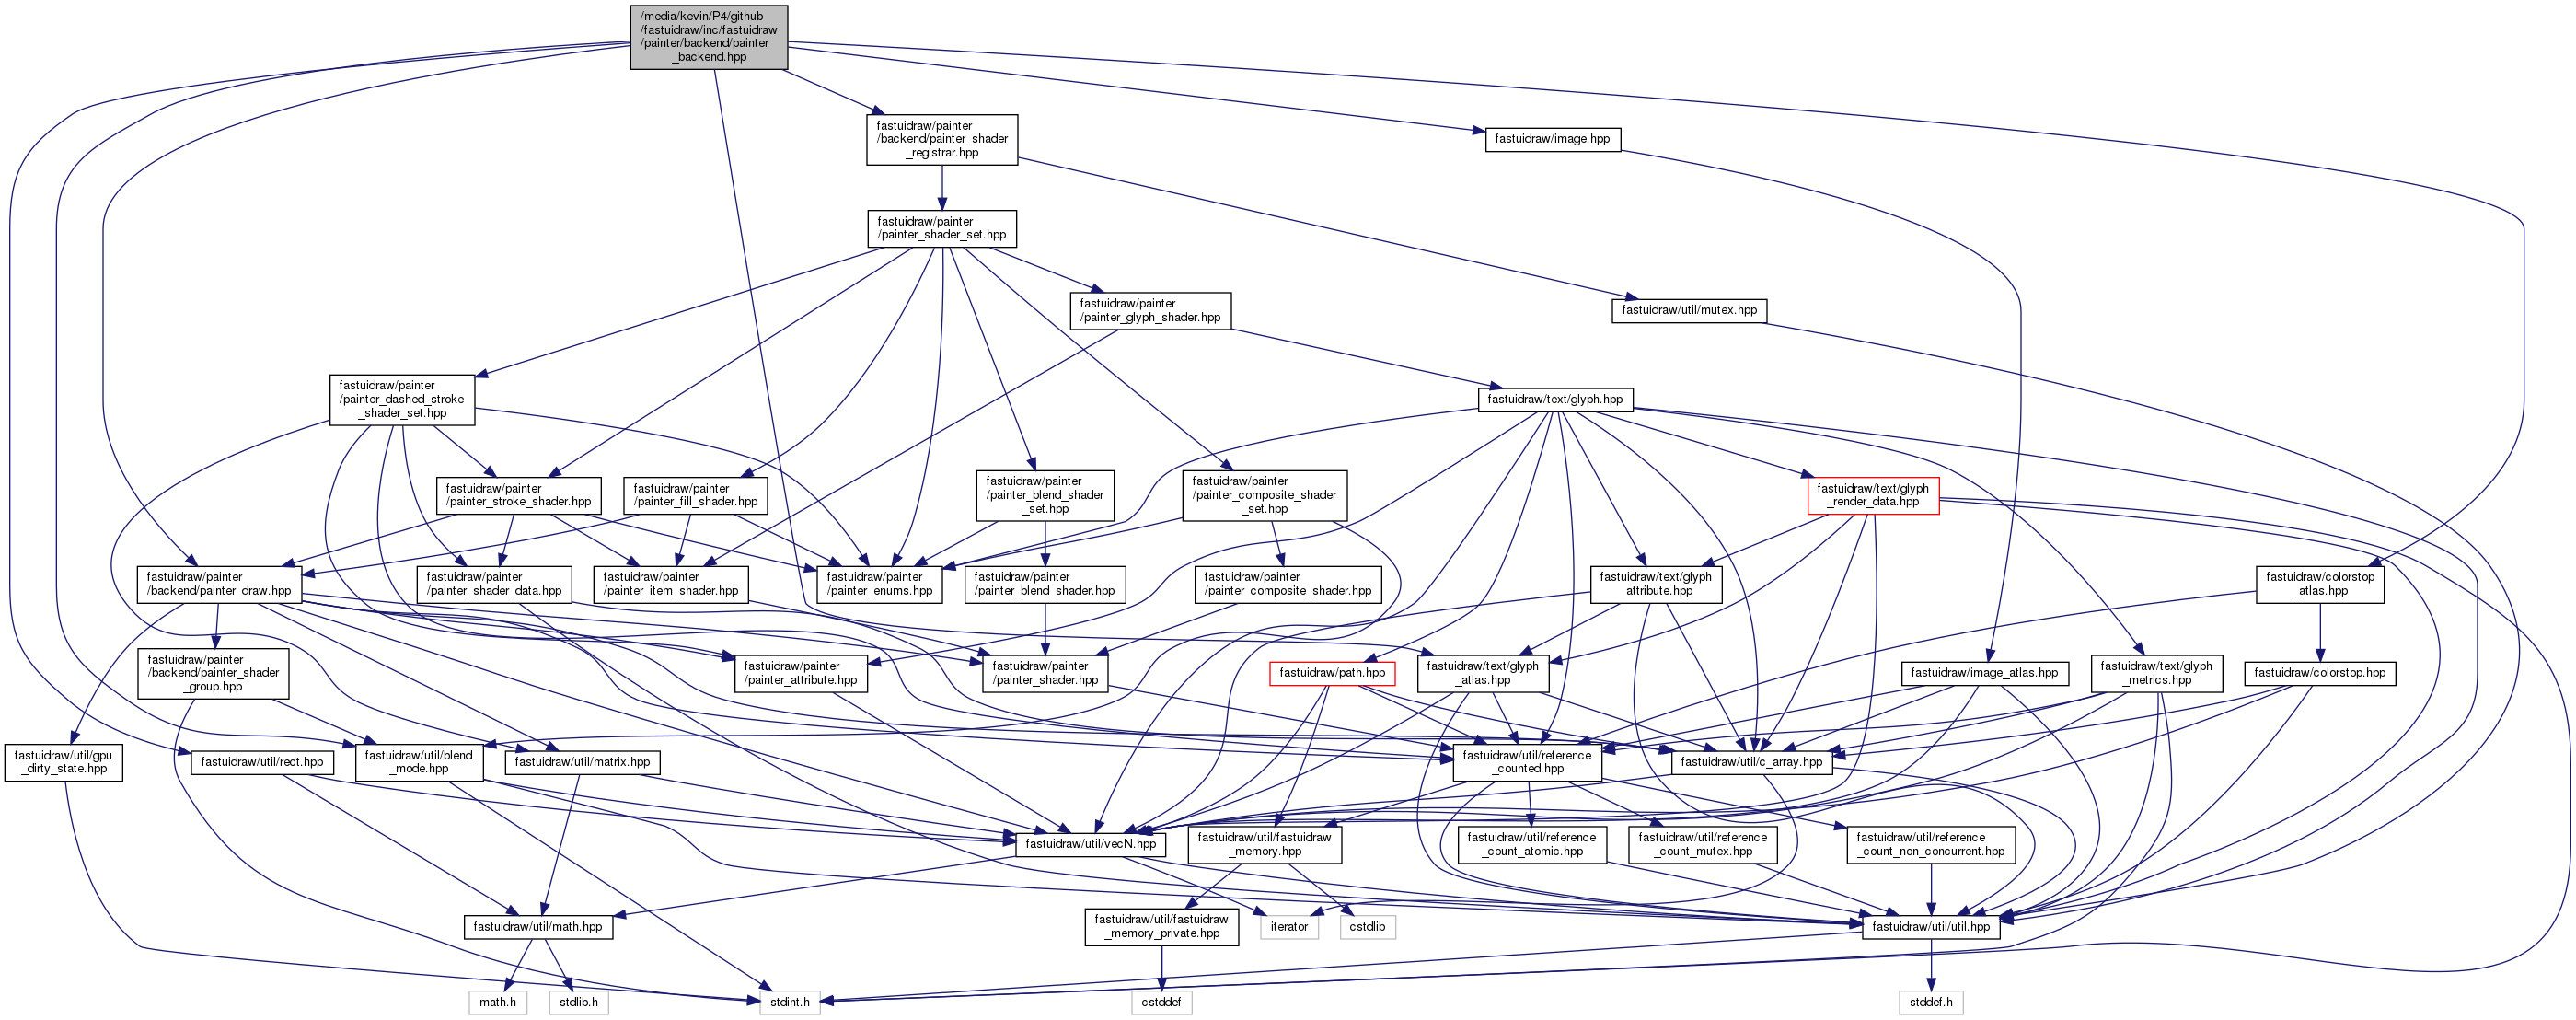 /media/kevin/P4/github
/fastuidraw/inc/fastuidraw
/painter/backend/painter
_backend.hpp
fastuidraw/painter
/backend/painter_shader
_registrar.hpp
fastuidraw/image.hpp
fastuidraw/painter
/painter_shader_set.hpp
fastuidraw/painter
/painter_glyph_shader.hpp
fastuidraw/util/mutex.hpp
fastuidraw/painter
/painter_dashed_stroke
_shader_set.hpp
fastuidraw/text/glyph.hpp
fastuidraw/painter
/painter_stroke_shader.hpp
fastuidraw/painter
/painter_fill_shader.hpp
fastuidraw/painter
/painter_blend_shader
_set.hpp
fastuidraw/painter
/painter_composite_shader
_set.hpp
fastuidraw/text/glyph
_render_data.hpp
fastuidraw/painter
/backend/painter_draw.hpp
fastuidraw/painter
/painter_shader_data.hpp
fastuidraw/painter
/painter_item_shader.hpp
fastuidraw/painter
/painter_enums.hpp
fastuidraw/painter
/painter_blend_shader.hpp
fastuidraw/painter
/painter_composite_shader.hpp
fastuidraw/text/glyph
_attribute.hpp
fastuidraw/colorstop
_atlas.hpp
fastuidraw/painter
/backend/painter_shader
_group.hpp
fastuidraw/painter
/painter_attribute.hpp
fastuidraw/painter
/painter_shader.hpp
fastuidraw/path.hpp
fastuidraw/text/glyph
_atlas.hpp
fastuidraw/image_atlas.hpp
fastuidraw/text/glyph
_metrics.hpp
fastuidraw/colorstop.hpp
fastuidraw/util/gpu
_dirty_state.hpp
fastuidraw/util/rect.hpp
fastuidraw/util/blend
_mode.hpp
fastuidraw/util/matrix.hpp
fastuidraw/util/reference
_counted.hpp
fastuidraw/util/c_array.hpp
fastuidraw/util/vecN.hpp
fastuidraw/util/fastuidraw
_memory.hpp
fastuidraw/util/reference
_count_atomic.hpp
fastuidraw/util/reference
_count_mutex.hpp
fastuidraw/util/reference
_count_non_concurrent.hpp
fastuidraw/util/math.hpp
fastuidraw/util/fastuidraw
_memory_private.hpp
iterator
cstdlib
fastuidraw/util/util.hpp
math.h
stdlib.h
stdint.h
cstddef
stddef.h